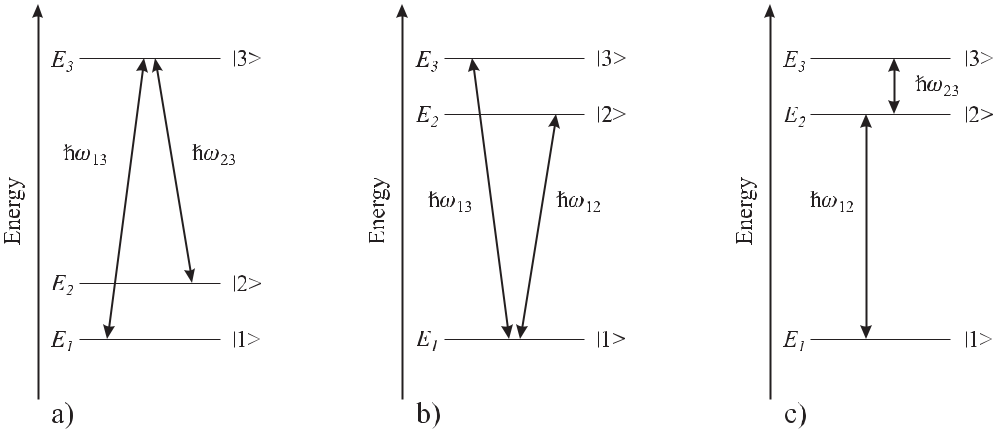 E3 |3>
ħω13 ħω23
Energy
E2 |2>
E1 |1>
a)
E3 |3>
E2 |2>
ħω13 ħω12
Energy
E1 |1>
b)
E3 |3>
ħω23
E2 |2>
ħω12
Energy
E1 |1>
c)